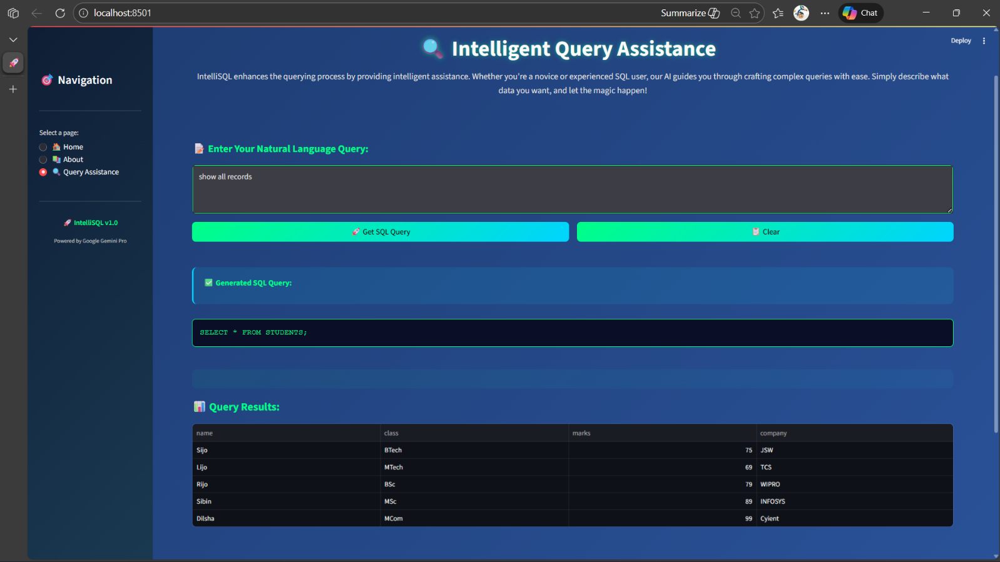 localhost:8501
Summarize
Chat
Deploy
Navigation
Select a page:
Home
About
Query Assistance
IntelliSQL v1.0
Powered by Google Gemini Pro
Intelligent Query Assistance
IntelliSQL enhances the querying process by providing intelligent assistance. Whether you're a novice or experienced SQL user, our AI guides you through crafting complex queries with ease. Simply describe what
data you want, and let the magic happen!
Enter Your Natural Language Query:
show all records
Get SQL Query
Clear
Generated SQL Query:
SELECT * FROM STUDENTS;
Query Results:
name class marks company
Sijo BTech 75 JSW
Lijo MTech 69 TCS
Rijo BSc 79 WIPRO
Sibin MSc 89 INFOSYS
Dilsha MCom 99 Cyient